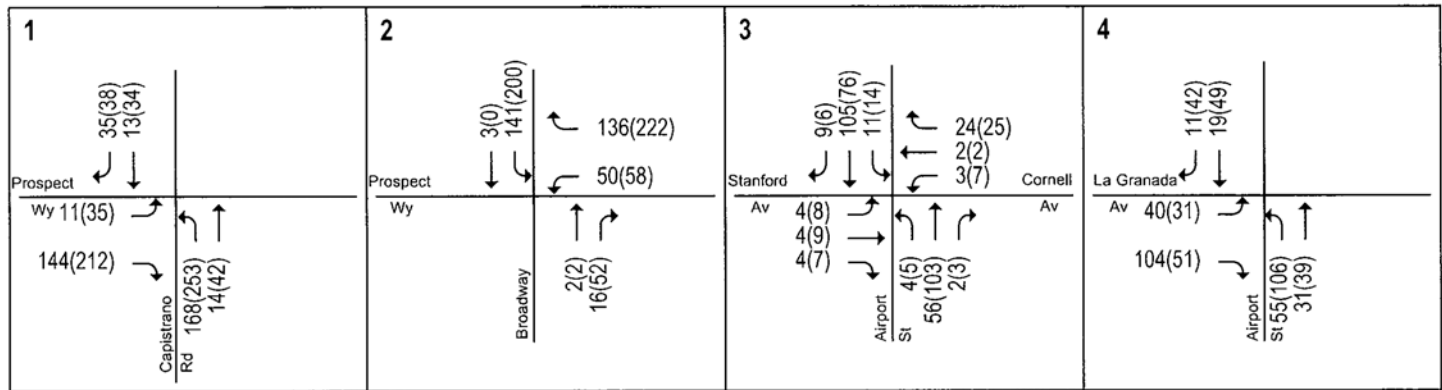 1
35(38)
13(34)
Prospect
Wy
11(35)
144(212)
168(253)
14(42)
Capistrano
Rd
2
3(0)
141(200)
136(222)
50(58)
Prospect
Wy
2(2)
16(52)
Broadway
3
9(6)
105(76)
11(14)
24(25)
2(2)
3(7)
Stanford
Av
Cornell
Av
4(8)
4(9)
4(7)
4(5)
56(103)
2(3)
Airport
St
4
11(42)
19(49)
La Granada
Av
40(31)
104(51)
55(106)
31(39)
Airport
St